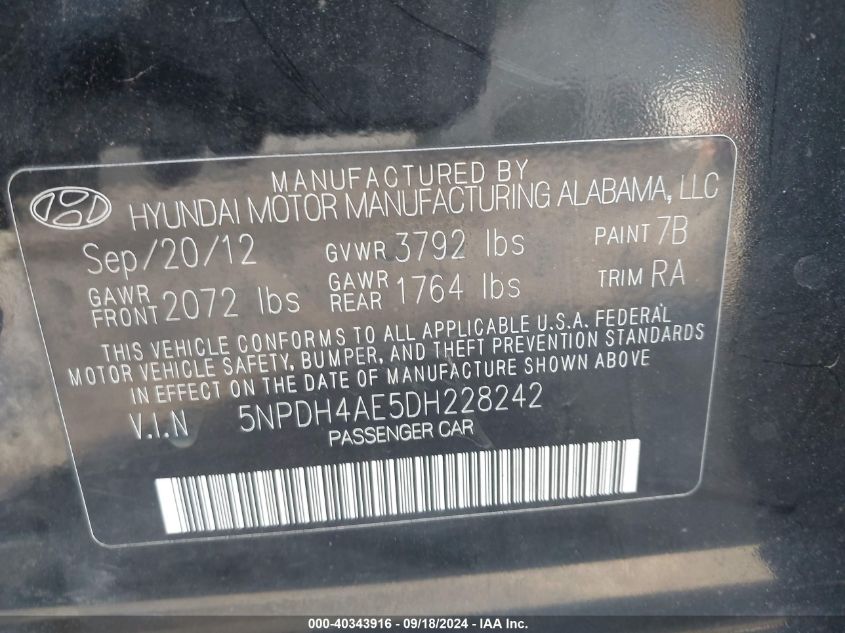 MANUFACTURED BY
HYUNDAI MOTOR MANUFACTURING ALABAMA, LLC
Sep/20/12 GVWR 3792 lbs PAINT 7B
GAWR FRONT 2072 lbs GAWR REAR 1764 lbs TRIM RA
THIS VEHICLE CONFORMS TO ALL APPLICABLE U.S.A. FEDERAL
MOTOR VEHICLE SAFETY, BUMPER, AND THEFT PREVENTION STANDARDS
IN EFFECT ON THE DATE OF MANUFACTURE SHOWN ABOVE
V.I.N 5NPDH4AE5DH228242
PASSENGER CAR
000-40343916 - 09/18/2024 - IAA Inc.